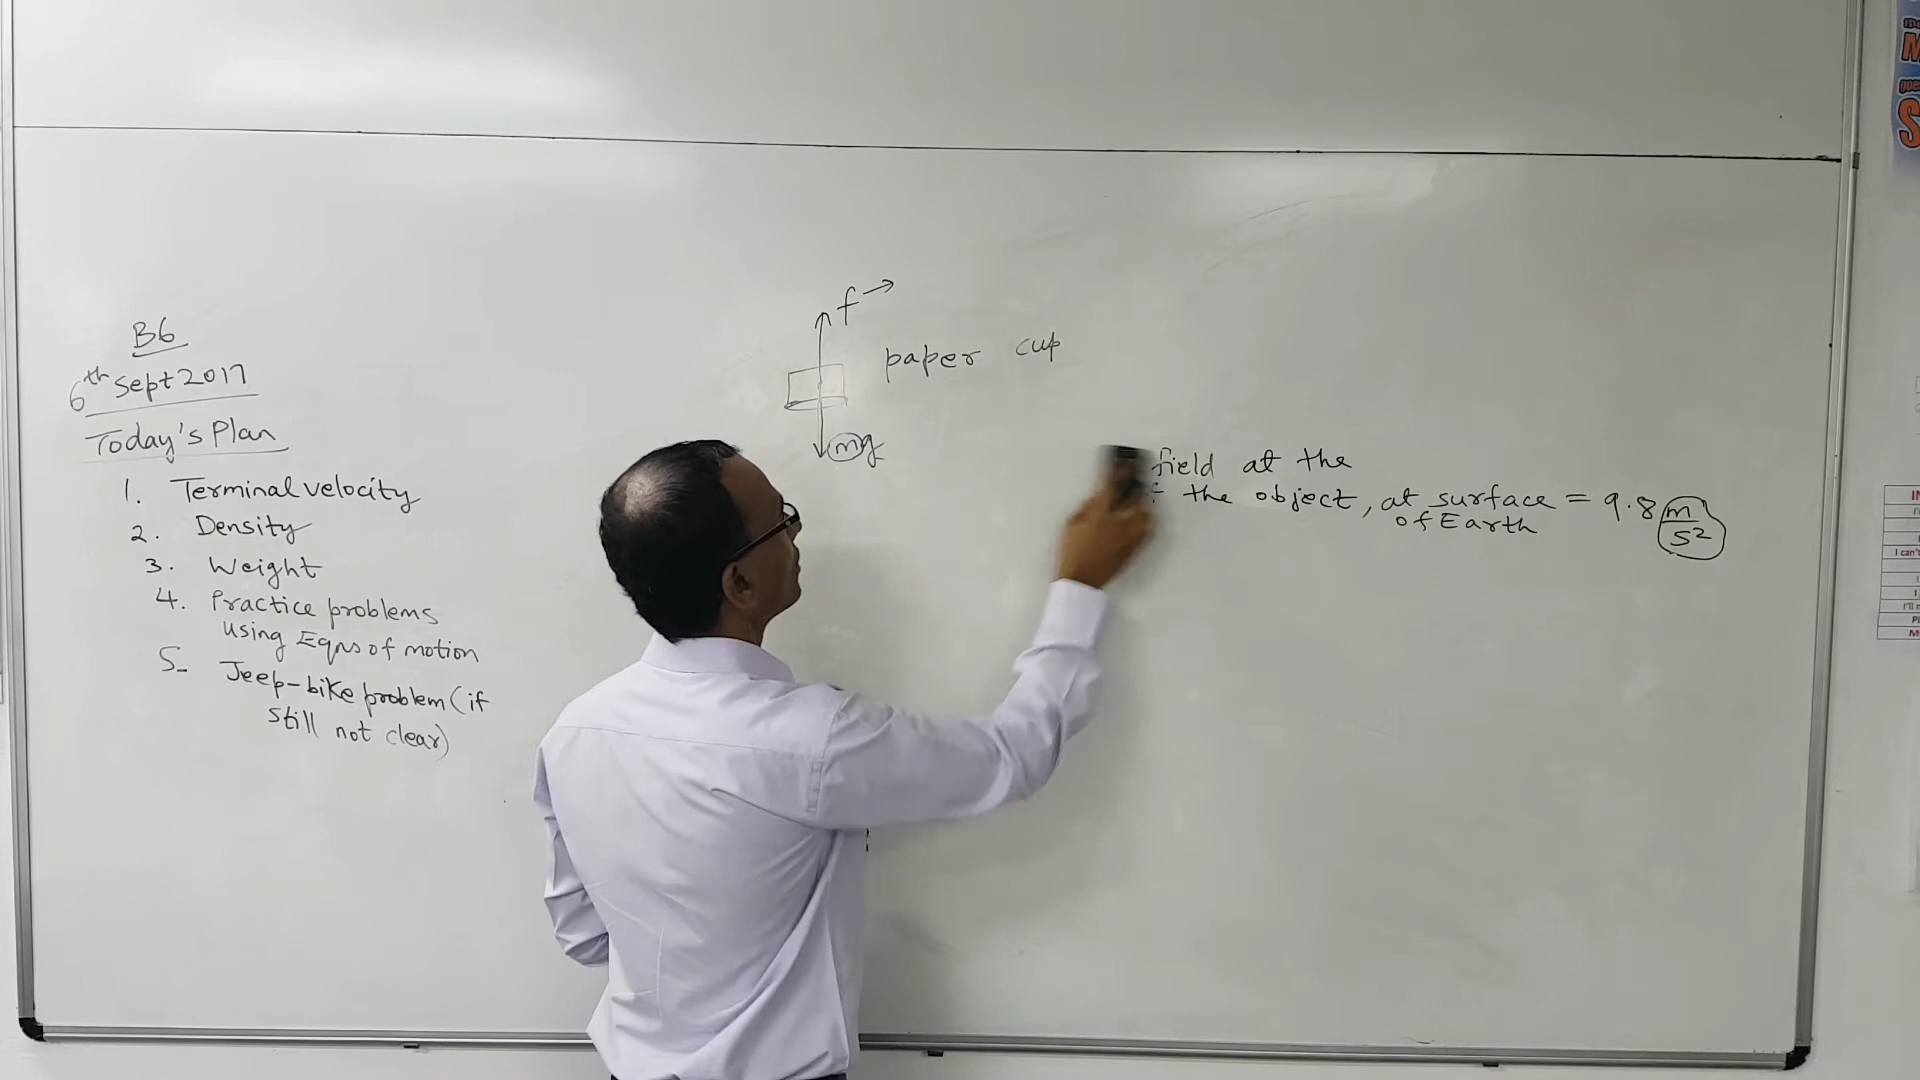 B6
6th Sept 2017
Today's Plan
1. Terminal velocity
2. Density
3. Weight
4. Practice problems
using Eqns of motion
5- Jeep-bike problem (if
still not clear)
f →
paper cup
mg
field at the
the object, at surface = 9.8 m/s²
of Earth
M
S
I can't